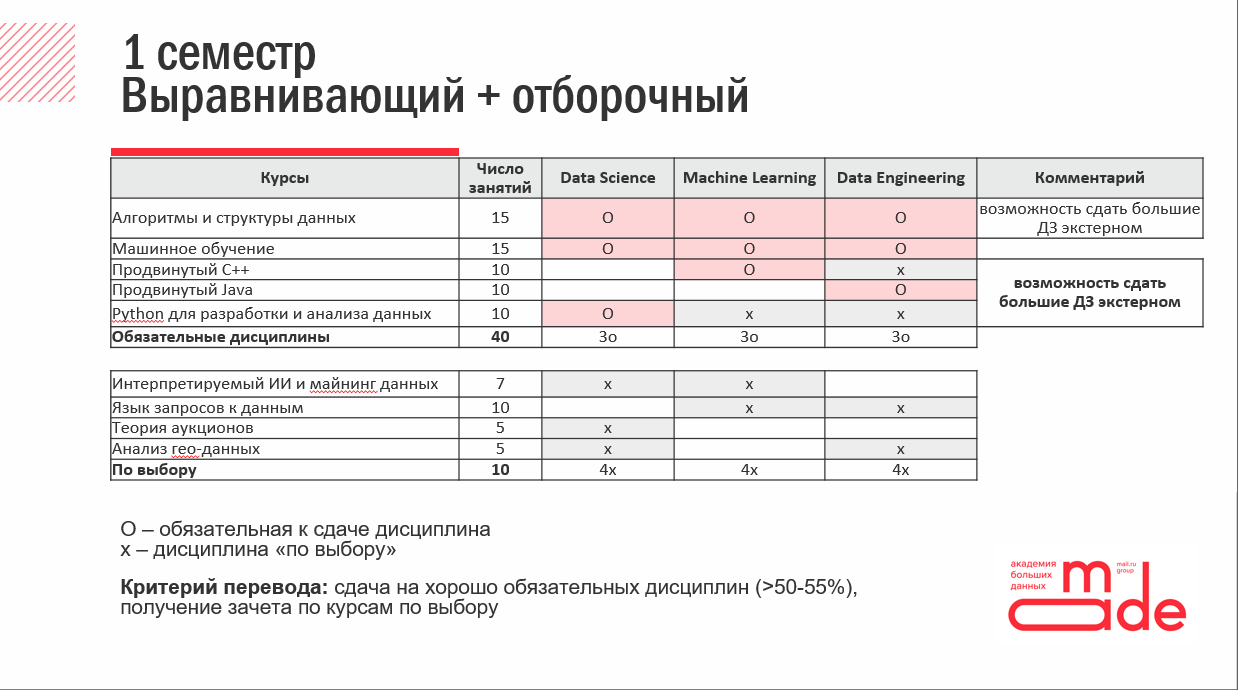 1 семестр
Выравнивающий + отборочный
Курсы Число занятий Data Science Machine Learning Data Engineering Комментарий
Алгоритмы и структуры данных 15 О О О возможность сдать большие ДЗ экстерном
Машинное обучение 15 О О О
Продвинутый C++ 10 О x
Продвинутый Java 10 О
Python для разработки и анализа данных 10 О x x
возможность сдать большие ДЗ экстерном
Обязательные дисциплины 40 3о 3о 3о
Интерпретируемый ИИ и майнинг данных 7 x x
Язык запросов к данным 10 x x
Теория аукционов 5 x
Анализ гео-данных 5 x x
По выбору 10 4x 4x 4x
О – обязательная к сдаче дисциплина
х – дисциплина «по выбору»
Критерий перевода: сдача на хорошо обязательных дисциплин (>50-55%),
получение зачета по курсам по выбору
академия
больших
данных
mail.ru
group
made